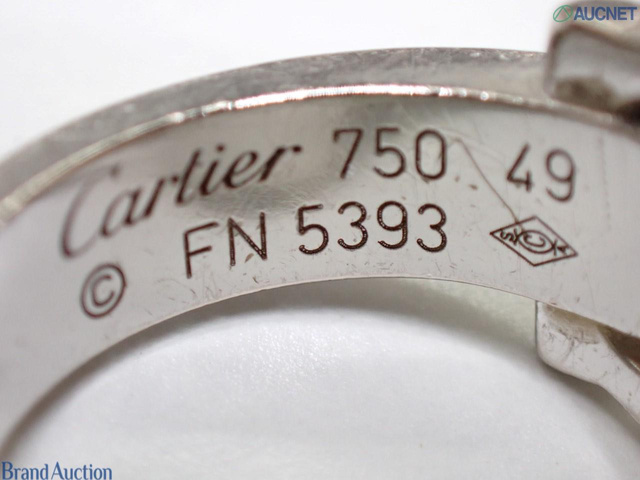 AUCNET
Cartier 750 49
© FN 5393
Brand Auction